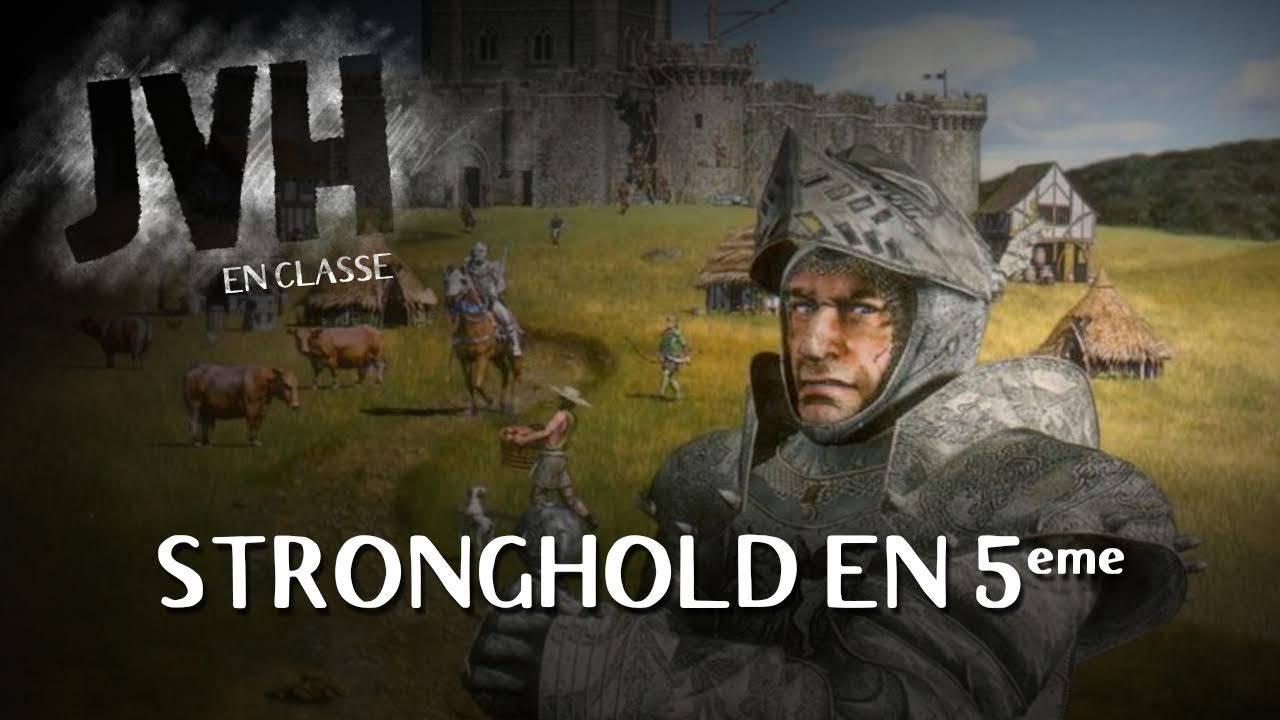 JVH
EN CLASSE
STRONGHOLD EN 5eme